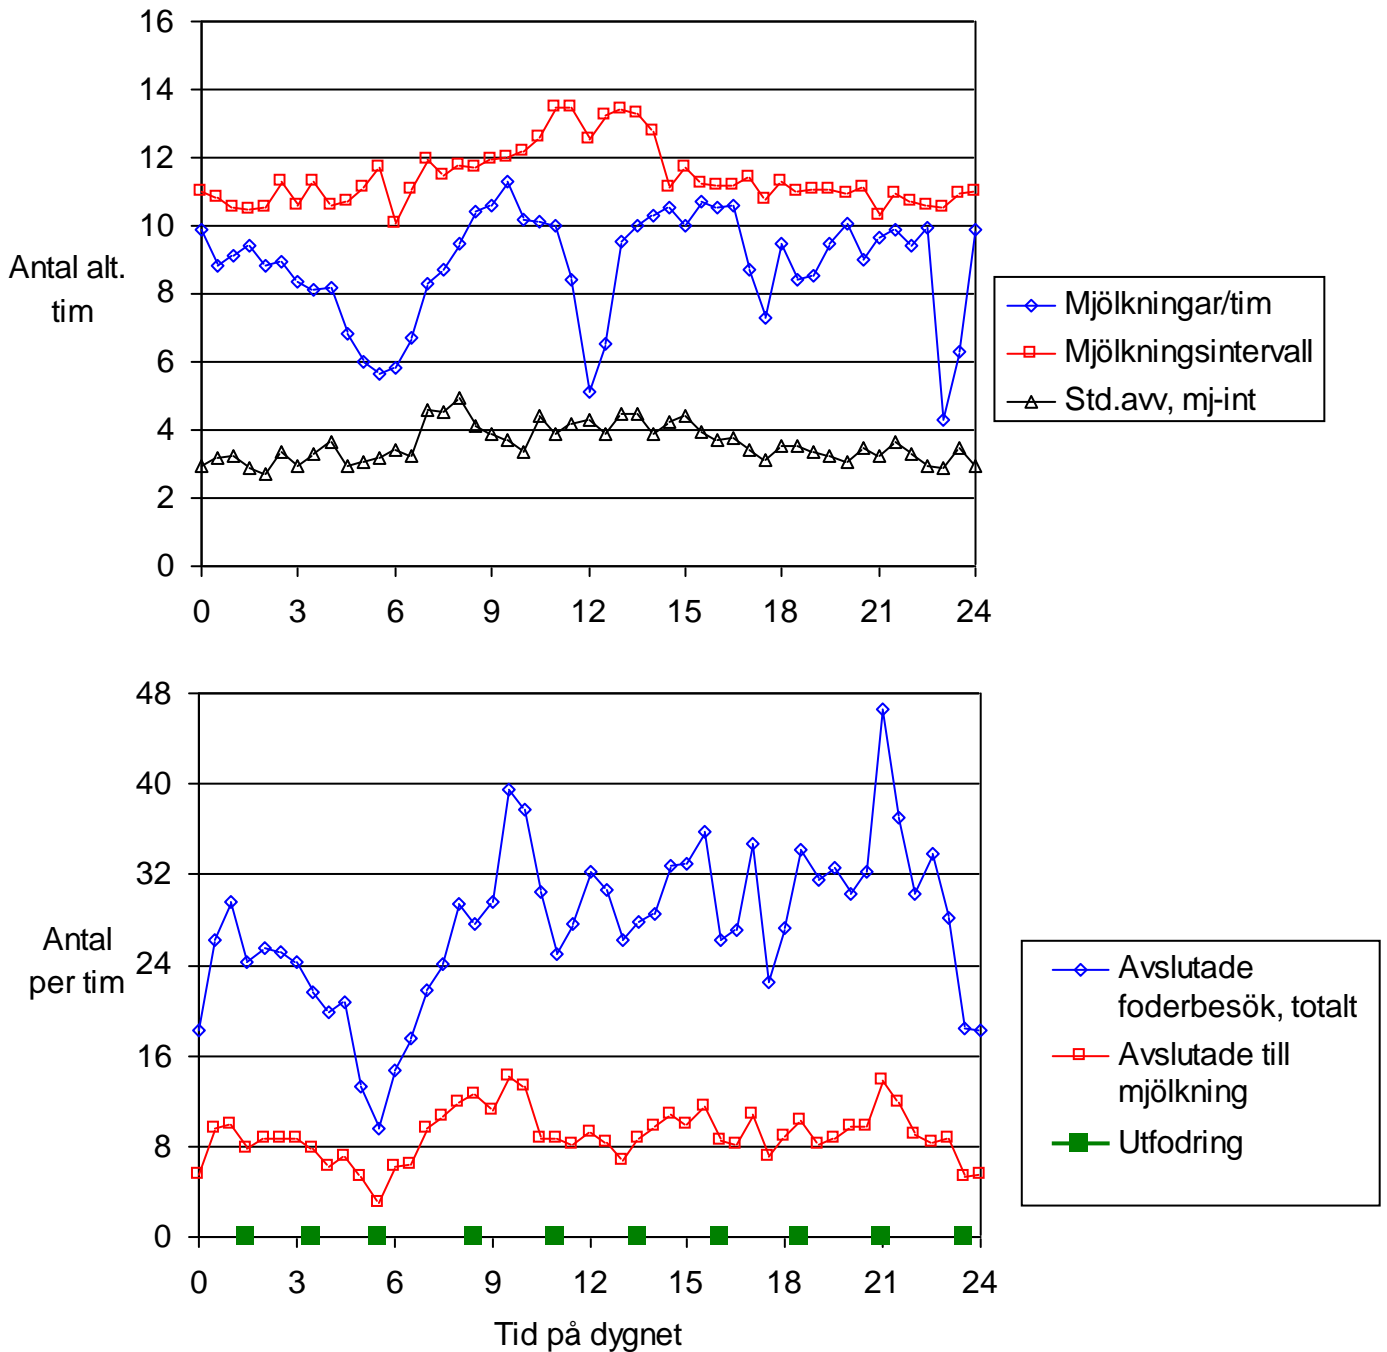 16
14
12
10
8
6
4
2
0
Antal alt.
tim
0 3 6 9 12 15 18 21 24
Mjölkningar/tim
Mjölkningsintervall
Std.avv, mj-int
48
40
32
24
16
8
0
Antal
per tim
0 3 6 9 12 15 18 21 24
Tid på dygnet
Avslutade
foderbesök, totalt
Avslutade till
mjölkning
Utfodring